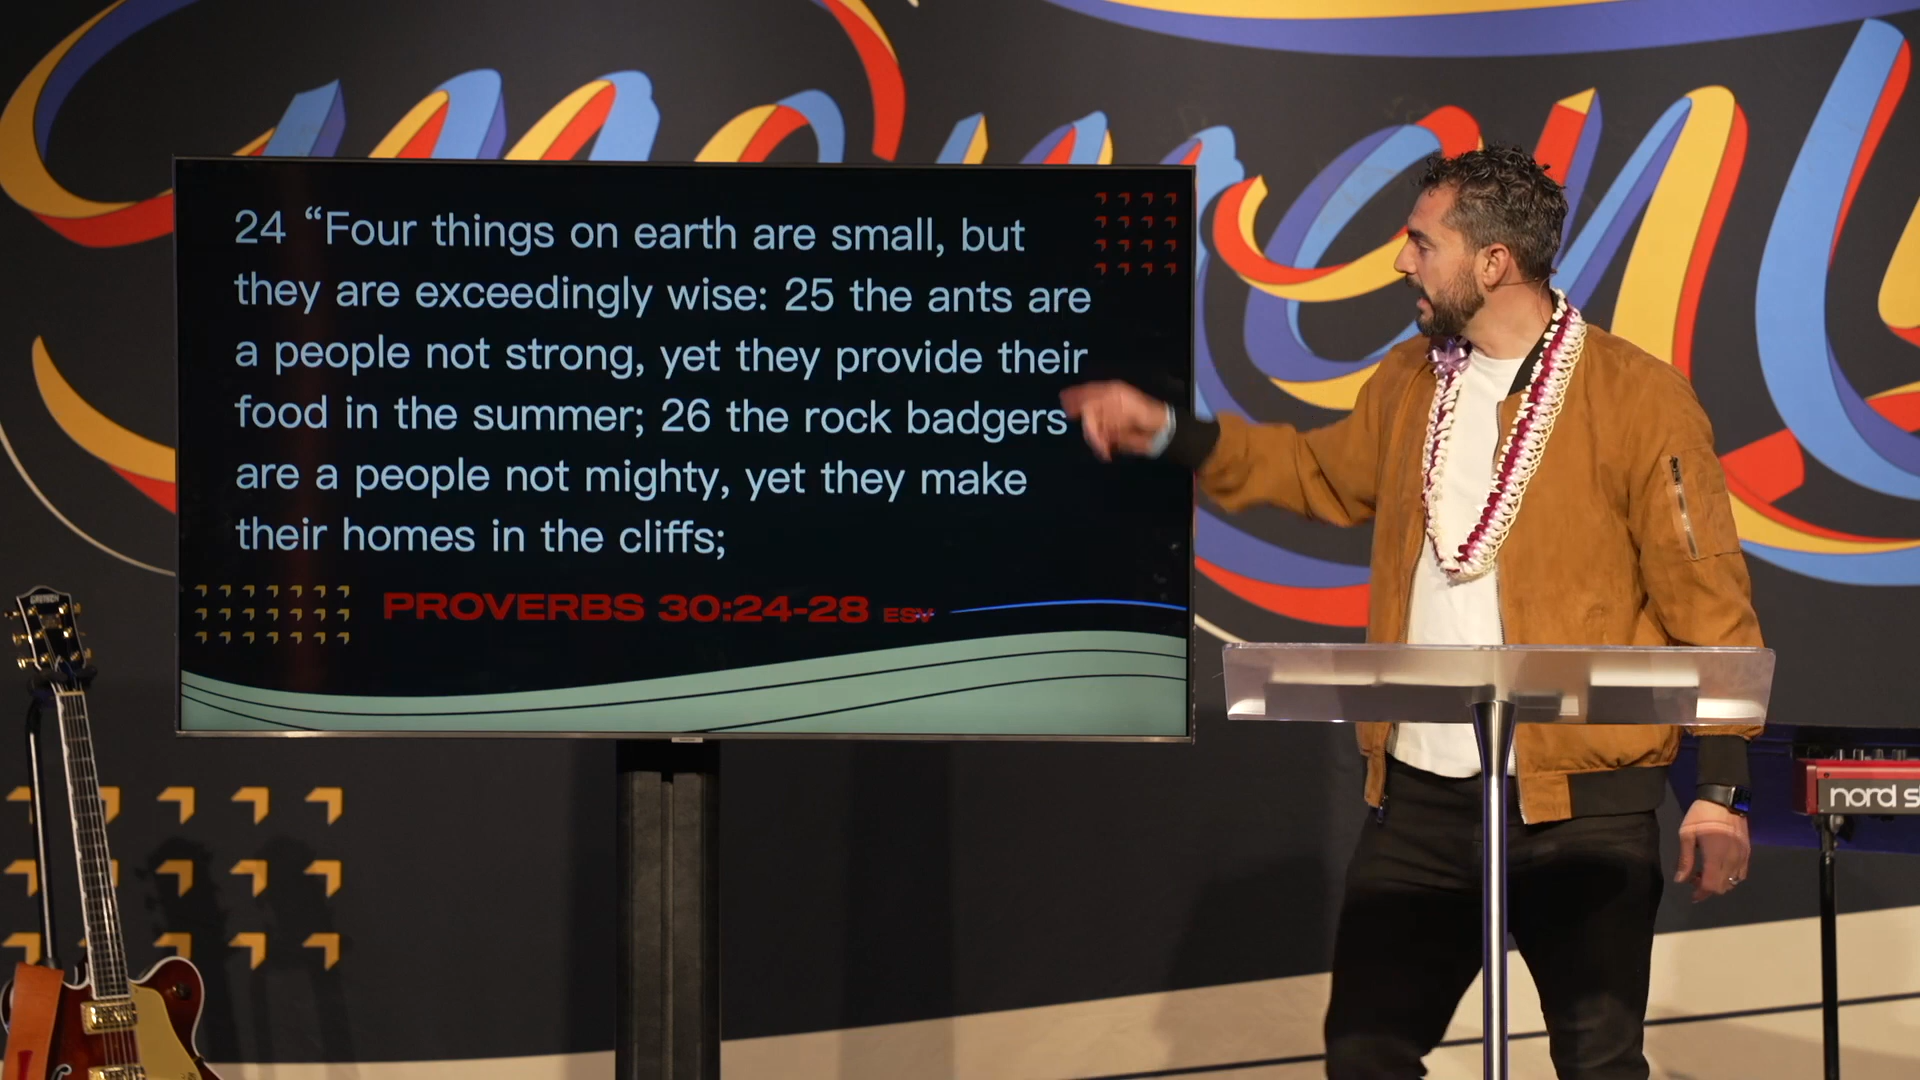 24 “Four things on earth are small, but
they are exceedingly wise: 25 the ants are
a people not strong, yet they provide their
food in the summer; 26 the rock badgers
are a people not mighty, yet they make
their homes in the cliffs;
PROVERBS 30:24-28 ESV
GRETSCH
nord s